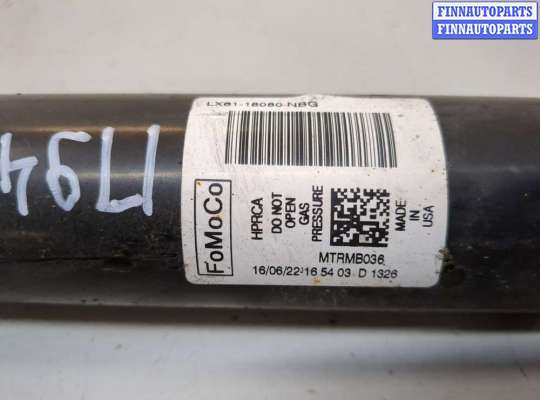 FINNAUTOPARTS
FINNAUTOPARTS
LX61-18080-NBG
FoMoCo
HPRCA
DO NOT
OPEN
GAS
PRESSURE
MADE
IN
USA
MTRMB036
16/06/22 16 54 03 D 1326